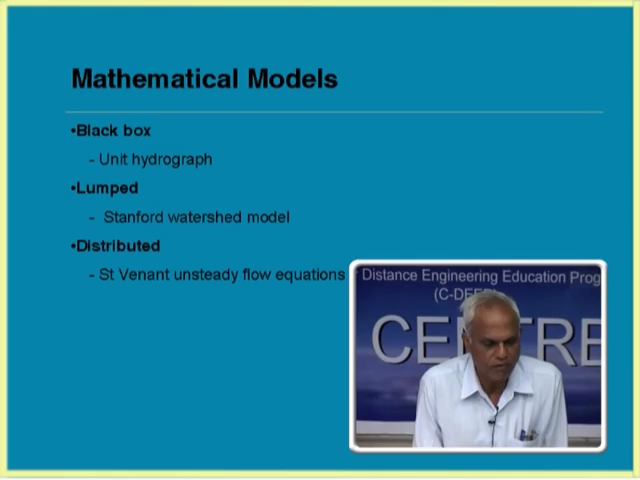 Mathematical Models
•Black box
- Unit hydrograph
•Lumped
- Stanford watershed model
•Distributed
- St Venant unsteady flow equations
Distance Engineering Education Prog
(C-DEEP)
CENTRE